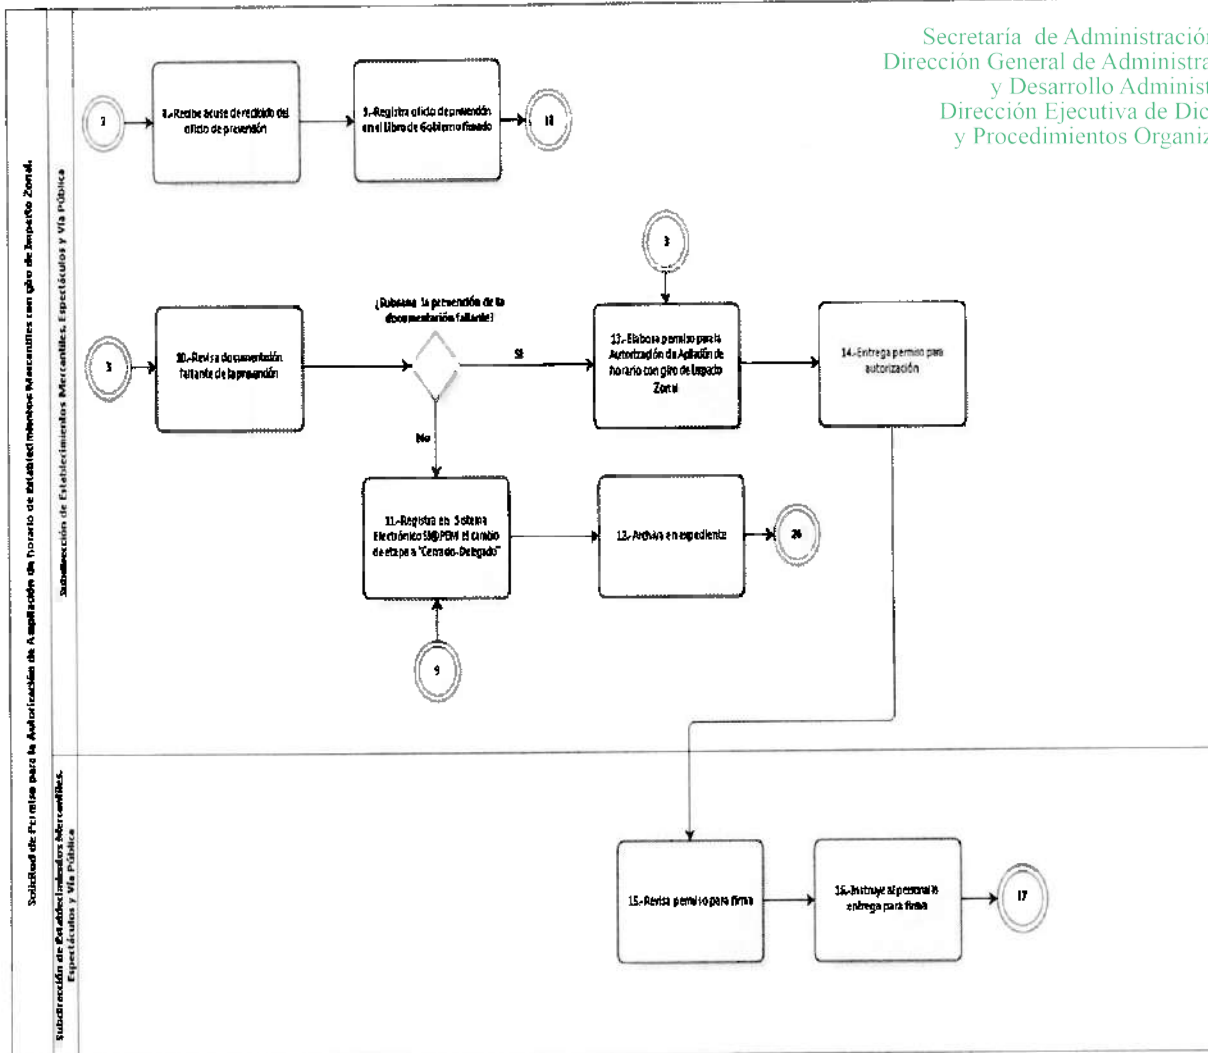 Secretaría de Administración
Dirección General de Administra
y Desarrollo Administ
Dirección Ejecutiva de Dic
y Procedimientos Organiz
Solicitud de Permiso para la Autorización de Ampliación de horario de Establecimientos Mercantiles con giro de Impacto Zonal.
Subdirección de Establecimientos Mercantiles, Espectáculos y Vía Pública
8.-Recibe acuse de recibido del
oficio de prevención
9.-Registra oficio de prevención
en el Libro de Gobierno
10
3
¿Subsana la prevención de la
documentación faltante?
10.-Revisa documentación
faltante de la prevención
Si
13.-Elabora permiso para la
Autorización de Apliación de
horario con giro de Impacto
Zonal
14.-Entrega permiso para
autorización
No
11.-Registra en Sistema
Electrónico SI@PEM el cambio
de etapa a "Cerrado-Delegado"
12.-Archiva en expediente
26
9
Subdirección de Establecimientos Mercantiles,
Espectáculos y Vía Pública
15.-Revisa permiso para firma
16.-Instruye al personal la
entrega para firma
17